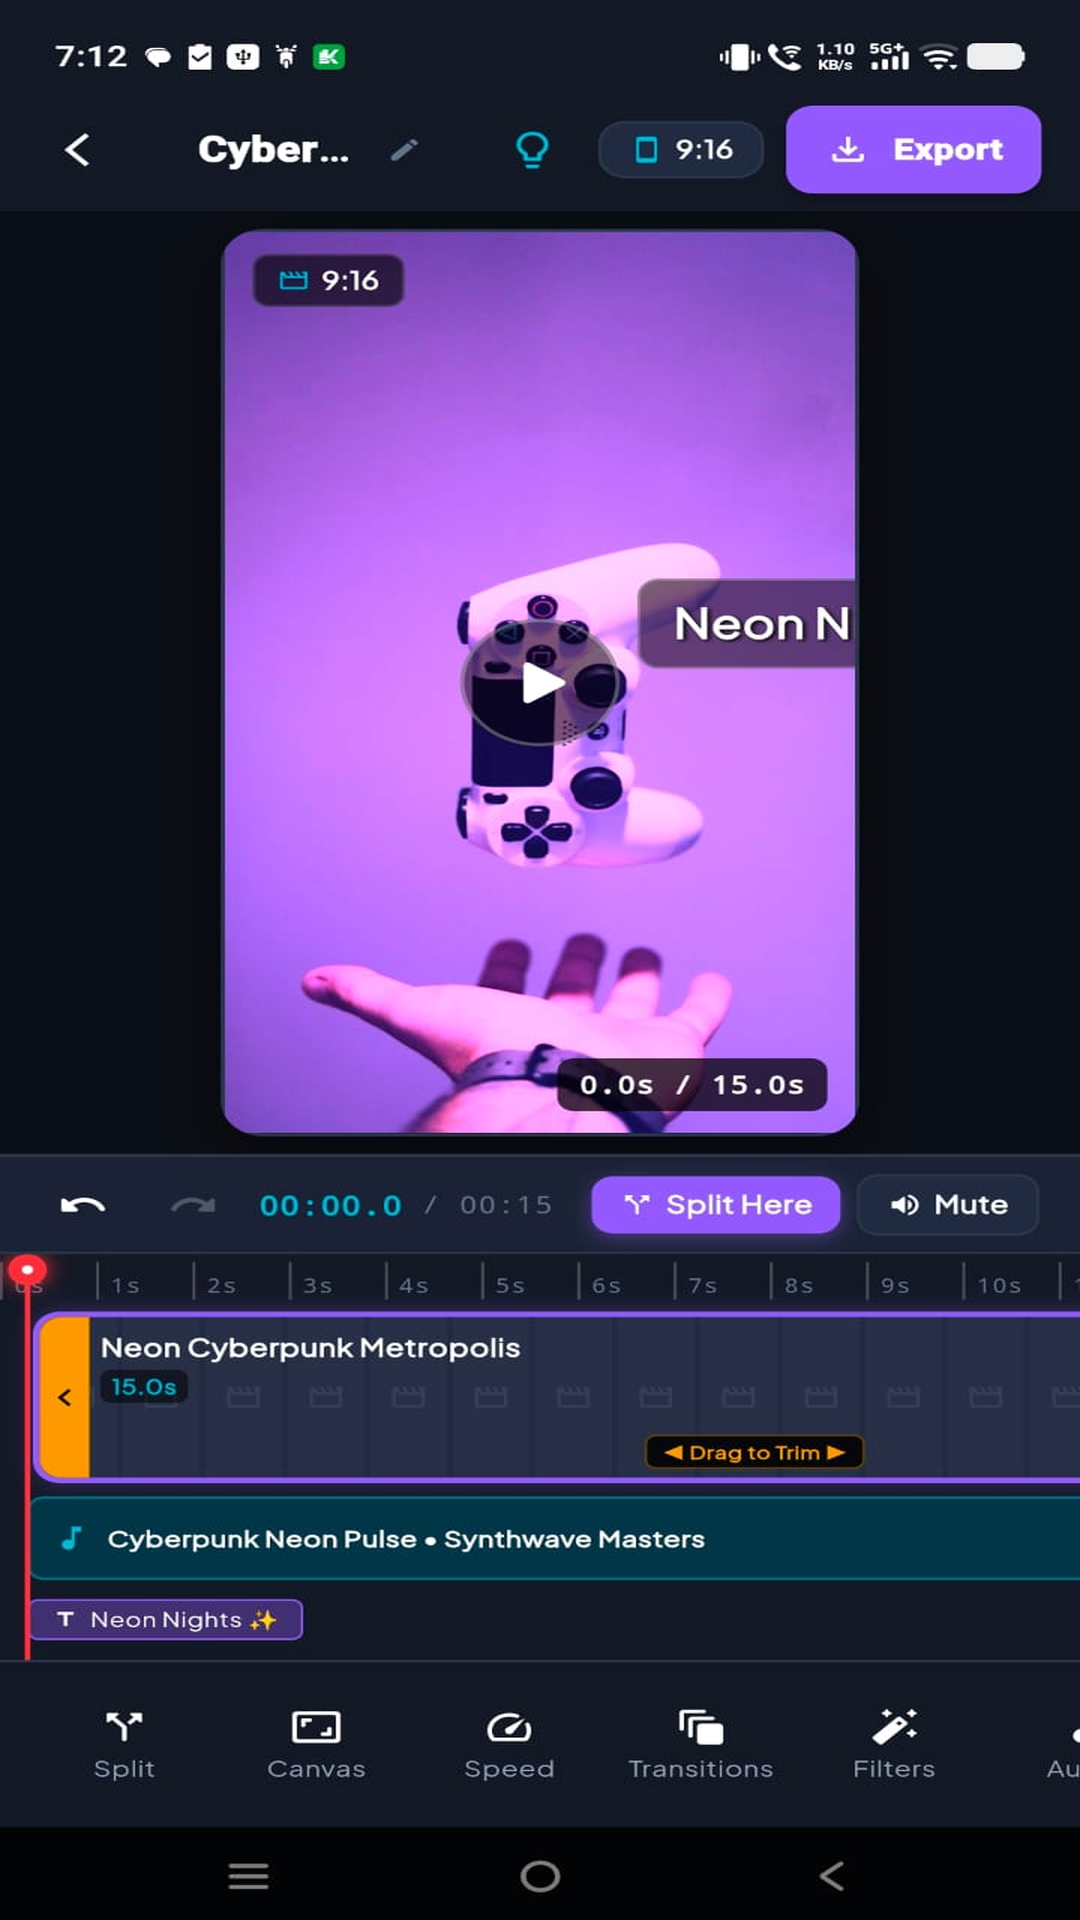 7:12
1.10 KB/s
5G+
Cyber...
9:16
Export
9:16
Neon N
0.0s / 15.0s
00:00.0 / 00:15
Split Here
Mute
1s 2s 3s 4s 5s 6s 7s 8s 9s 10s
Neon Cyberpunk Metropolis
15.0s
Drag to Trim
Cyberpunk Neon Pulse • Synthwave Masters
T Neon Nights ✨
Split
Canvas
Speed
Transitions
Filters
Au